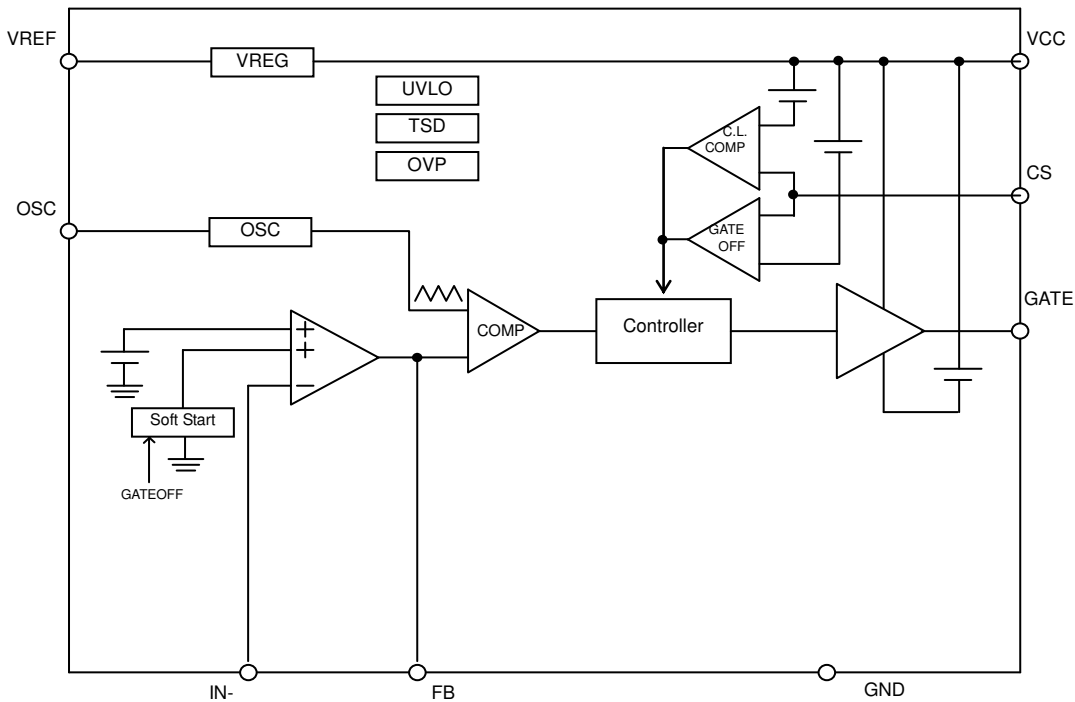 VREF
VREG
VCC
UVLO
TSD
OVP
C.L.
COMP
CS
OSC
OSC
GATE
OFF
GATE
COMP
Controller
Soft Start
GATEOFF
IN-
FB
GND